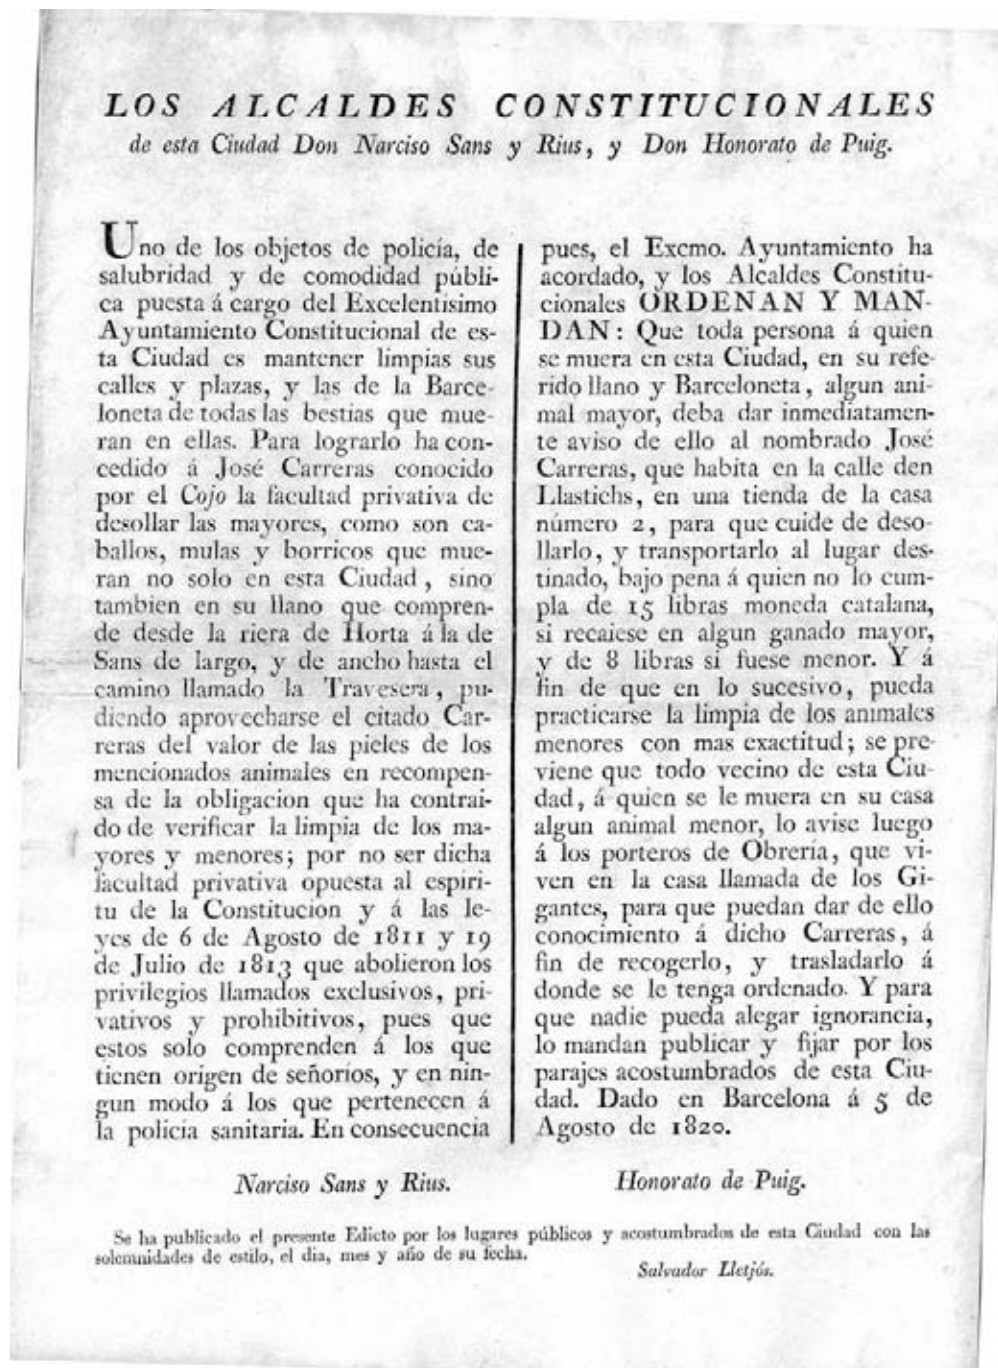 LOS ALCALDES CONSTITUCIONALES
de esta Ciudad Don Narciso Sans y Rius, y Don Honorato de Puig.
Uno de los objetos de policía, de
salubridad y de comodidad públi-
ca puesta á cargo del Excelentisimo
Ayuntamiento Constitucional de es-
ta Ciudad es mantener limpias sus
calles y plazas, y las de la Barce-
loneta de todas las bestias que mue-
ran en ellas. Para lograrlo ha con-
cedido á José Carreras conocido
por el Cojo la facultad privativa de
desollar las mayores, como son ca-
ballos, mulas y borricos que mue-
ran no solo en esta Ciudad, sino
tambien en su llano que compren-
de desde la riera de Horta á la de
Sans de largo, y de ancho hasta el
camino llamado la Travesera, pu-
diendo aprovecharse el citado Car-
reras del valor de las pieles de los
mencionados animales en recompen-
sa de la obligacion que ha contrai-
do de verificar la limpia de los ma-
yores y menores; por no ser dicha
facultad privativa opuesta al espiri-
tu de la Constitucion y á las le-
yes de 6 de Agosto de 1811 y 19
de Julio de 1813 que abolieron los
privilegios llamados exclusivos, pri-
vativos y prohibitivos, pues que
estos solo comprenden á los que
tienen origen de señorios, y en nin-
gun modo á los que pertenecen á
la policía sanitaria. En consecuencia
pues, el Excmo. Ayuntamiento ha
acordado, y los Alcaldes Constitu-
cionales ORDENAN Y MAN-
DAN: Que toda persona á quien
se muera en esta Ciudad, en su refe-
rido llano y Barceloneta, algun ani-
mal mayor, deba dar inmediatamen-
te aviso de ello al nombrado José
Carreras, que habita en la calle den
Llastichs, en una tienda de la casa
número 2, para que cuide de deso-
llarlo, y transportarlo al lugar des-
tinado, bajo pena á quien no lo cum-
pla de 15 libras moneda catalana,
si recaiese en algun ganado mayor,
y de 8 libras si fuese menor. Y á
fin de que en lo sucesivo, pueda
practicarse la limpia de los animales
menores con mas exactitud; se pre-
viene que todo vecino de esta Ciu-
dad, á quien se le muera en su casa
algun animal menor, lo avise luego
á los porteros de Obrería, que vi-
ven en la casa llamada de los Gi-
gantes, para que puedan dar de ello
conocimiento á dicho Carreras, á
fin de recogerlo, y trasladarlo á
donde se le tenga ordenado. Y para
que nadie pueda alegar ignorancia,
lo mandan publicar y fijar por los
parajes acostumbrados de esta Ciu-
dad. Dado en Barcelona á 5 de
Agosto de 1820.
Narciso Sans y Rius.
Honorato de Puig.
Se ha publicado el presente Edicto por los lugares públicos y acostumbrados de esta Ciudad con las
solemnidades de estilo, el dia, mes y año de su fecha.
Salvador Lletjós.